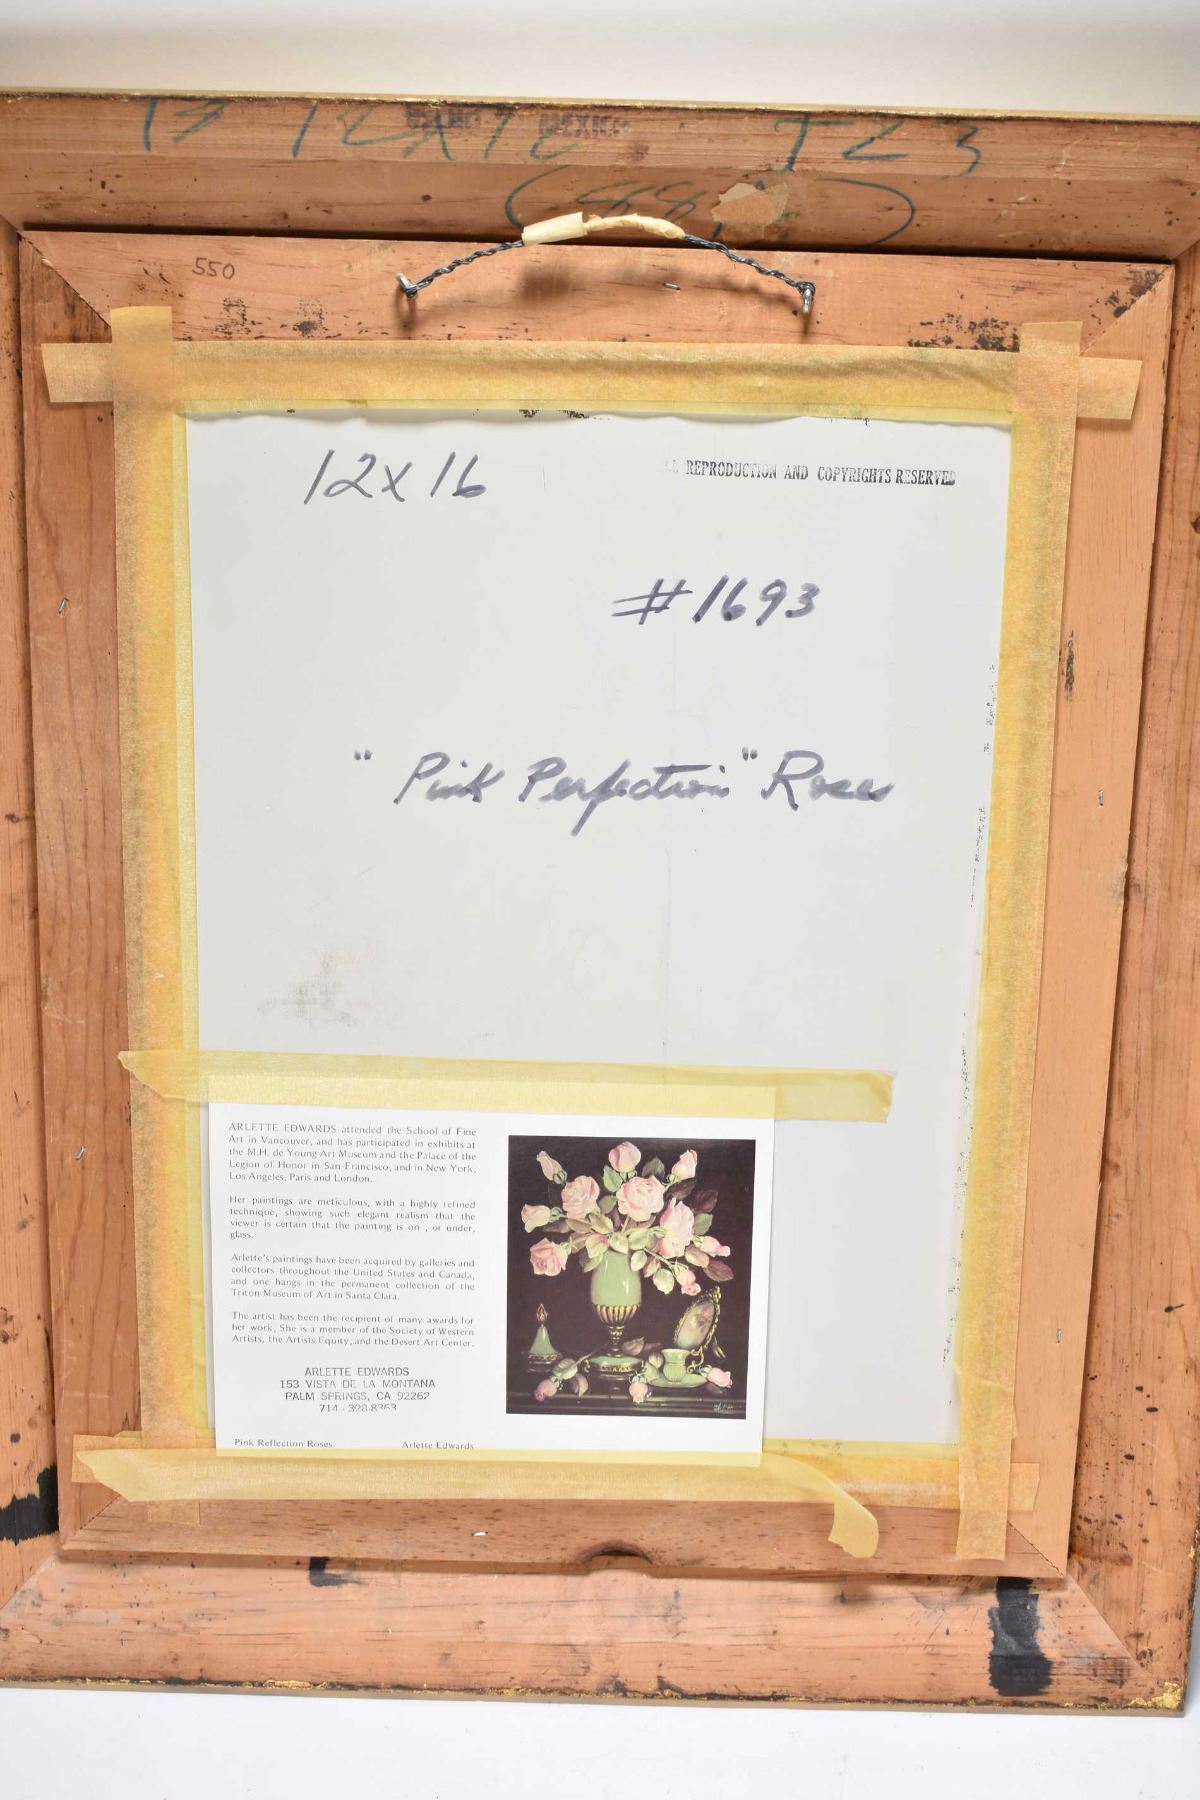 12x16 T23
MEXICO
(88
550
12x16
REPRODUCTION AND COPYRIGHTS RESERVED
#1693
"Pink Perfection" Roses
ARLETTE EDWARDS attended the School of Fine
Art in Vancouver, and has participated in exhibits at
the M.H. de Young Art Museum and the Palace of the
Legion of Honor in San Francisco, and in New York,
Los Angeles, Paris and London.
Her paintings are meticulous, with a highly refined
technique, showing such elegant realism that the
viewer is certain that the painting is on , or under,
glass.
Arlette's paintings have been acquired by galleries and
collectors throughout the United States and Canada,
and one hangs in the permanent collection of the
Triton Museum of Art in Santa Clara.
The artist has been the recipient of many awards for
her work, She is a member of the Society of Western
Artists, the Artists Equity, and the Desert Art Center.
ARLETTE EDWARDS
153 VISTA DE LA MONTANA
PALM SPRINGS, CA 92262
714 - 328-8363
Pink Reflection Roses Arlette Edwards